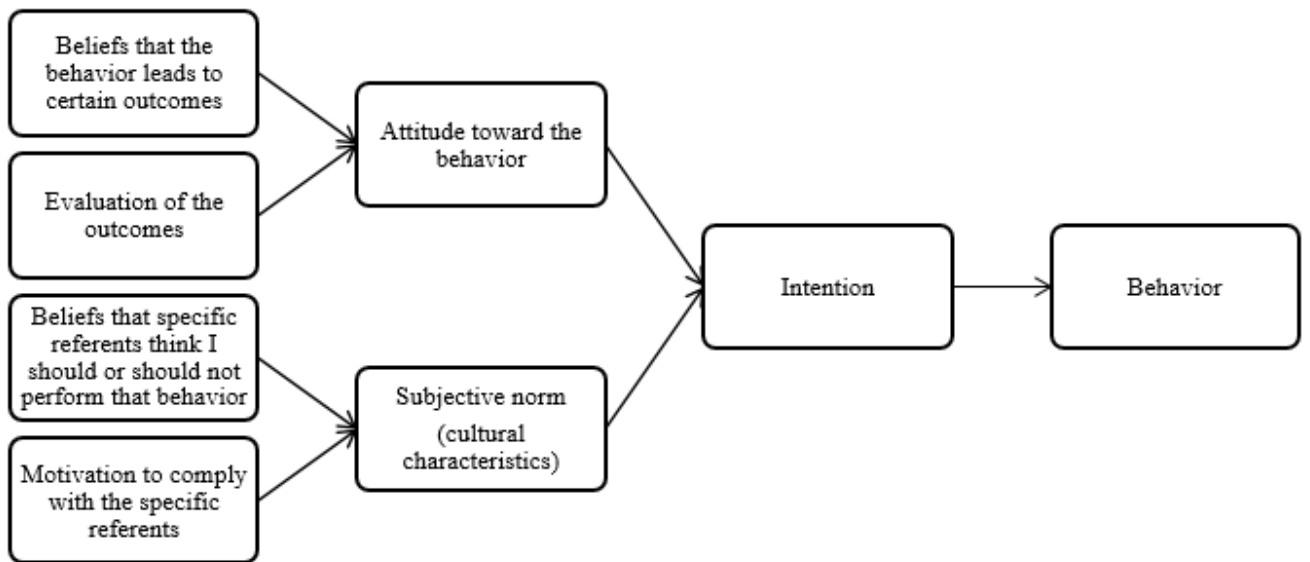 Beliefs that the
behavior leads to
certain outcomes
Evaluation of the
outcomes
Beliefs that specific
referents think I
should or should not
perform that behavior
Motivation to comply
with the specific
referents
Attitude toward the
behavior
Subjective norm
(cultural
characteristics)
Intention
Behavior